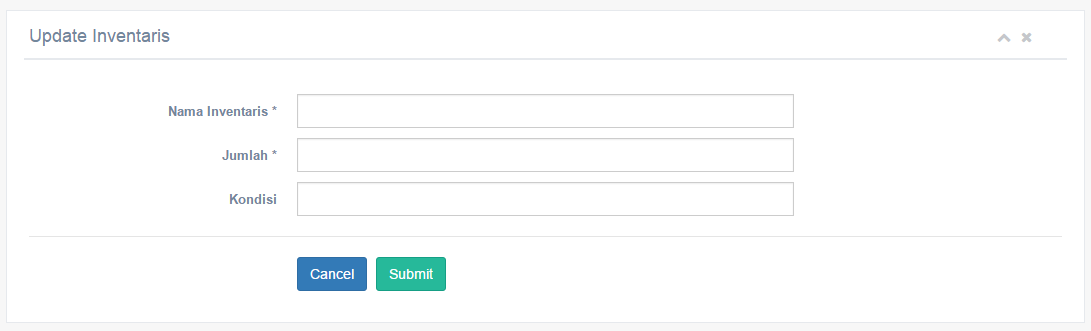 Update Inventaris
Nama Inventaris *
Jumlah *
Kondisi
Cancel Submit